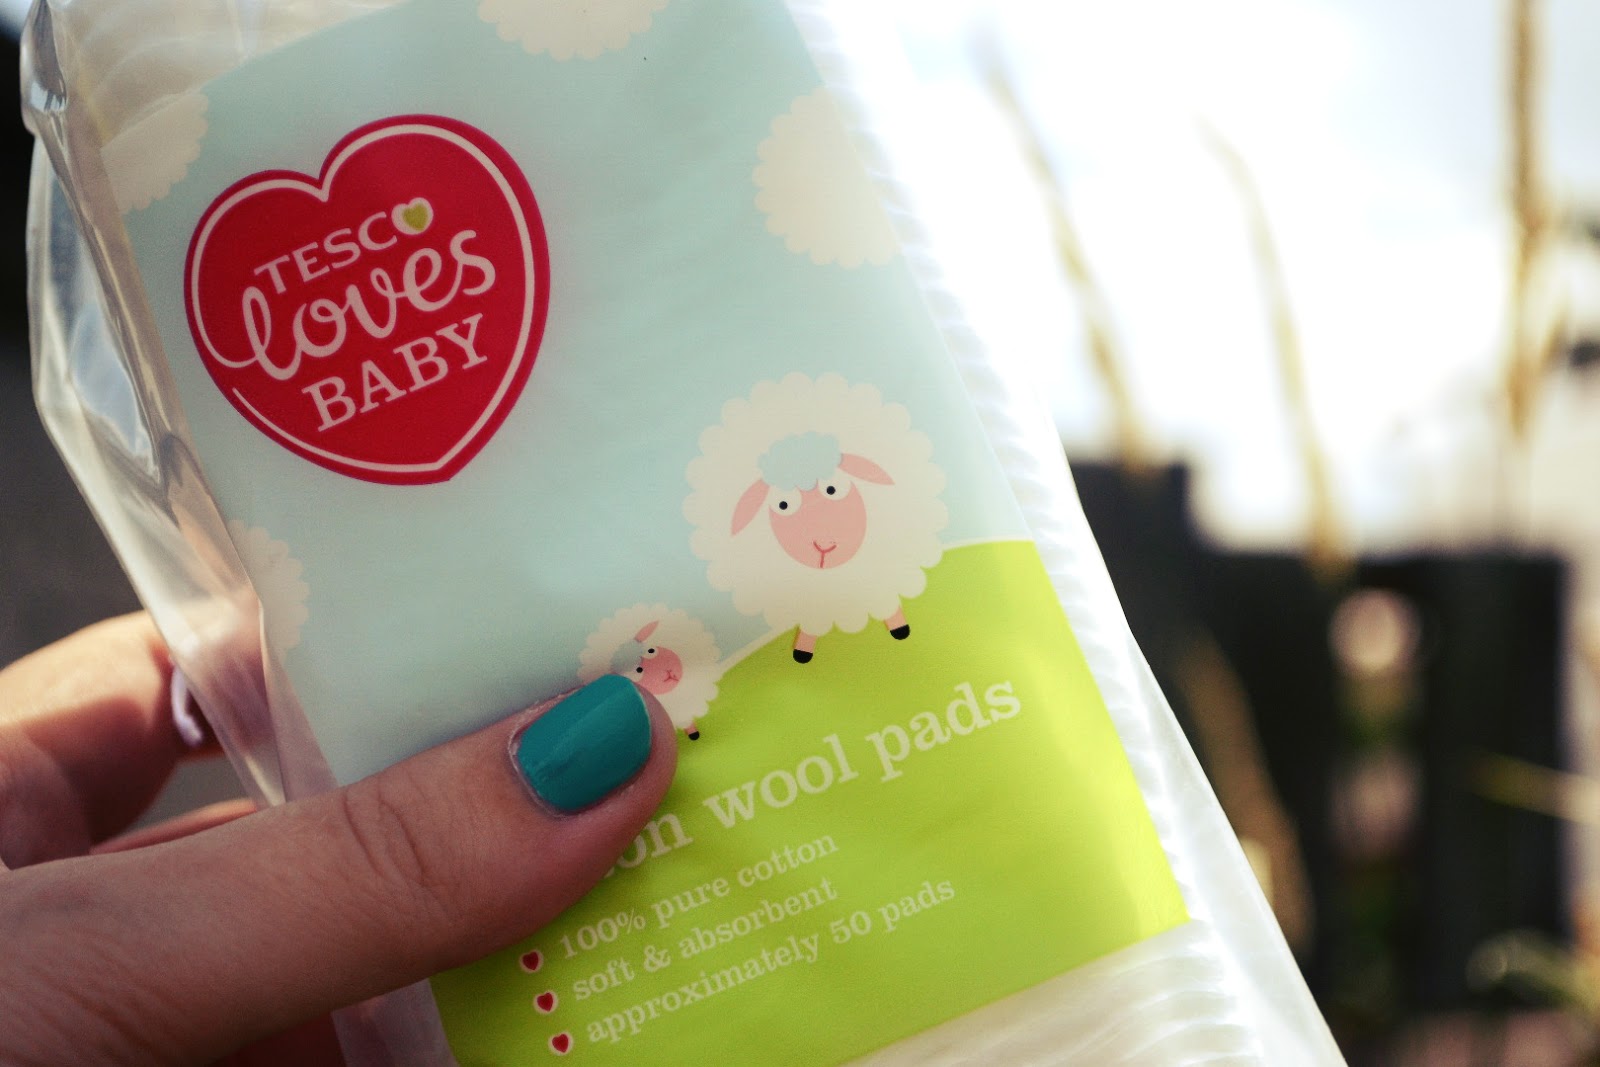 TESCO
loves
BABY
on wool pads
100% pure cotton
soft & absorbent
approximately 50 pads